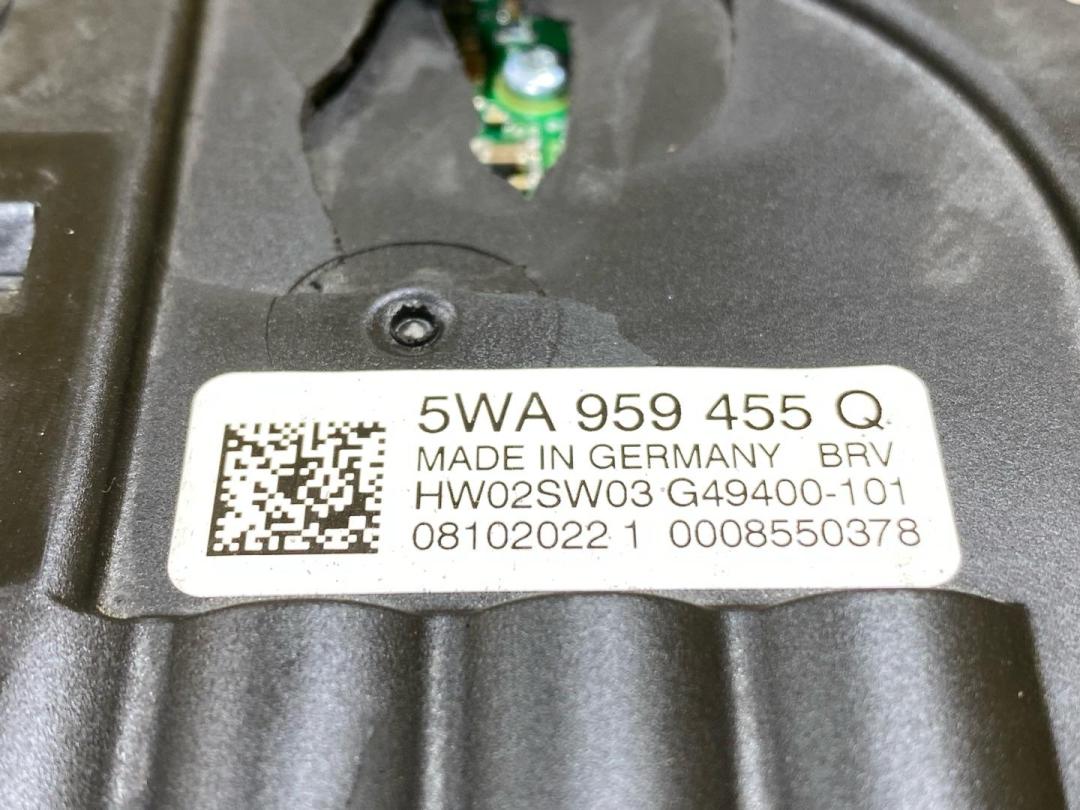 5WA 959 455 Q
MADE IN GERMANY BRV
HW02SW03 G49400-101
08102022 1 0008550378